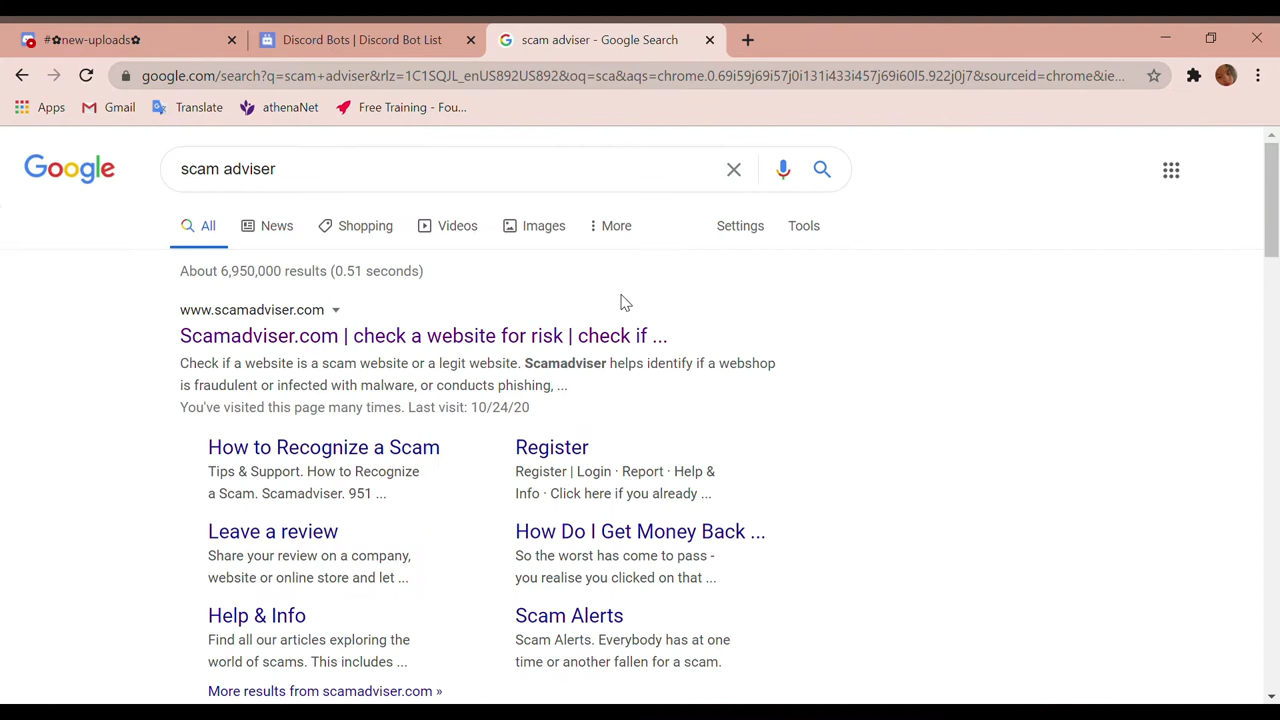 #✿new-uploads✿
Discord Bots | Discord Bot List
scam adviser - Google Search
google.com/search?q=scam+adviser&rlz=1C1SQJL_enUS892US892&oq=sca&aqs=chrome.0.69i59j69i57j0i131i433i457j69i60l5.922j0j7&sourceid=chrome&ie...
Apps
Gmail
Translate
athenaNet
Free Training - Fou...
Google
scam adviser
All
News
Shopping
Videos
Images
More
Settings
Tools
About 6,950,000 results (0.51 seconds)
www.scamadviser.com
Scamadviser.com | check a website for risk | check if ...
Check if a website is a scam website or a legit website. Scamadviser helps identify if a webshop
is fraudulent or infected with malware, or conducts phishing, ...
You've visited this page many times. Last visit: 10/24/20
How to Recognize a Scam
Tips & Support. How to Recognize
a Scam. Scamadviser. 951 ...
Register
Register | Login · Report · Help &
Info · Click here if you already ...
Leave a review
Share your review on a company,
website or online store and let ...
How Do I Get Money Back ...
So the worst has come to pass -
you realise you clicked on that ...
Help & Info
Find all our articles exploring the
world of scams. This includes ...
Scam Alerts
Scam Alerts. Everybody has at one
time or another fallen for a scam.
More results from scamadviser.com »